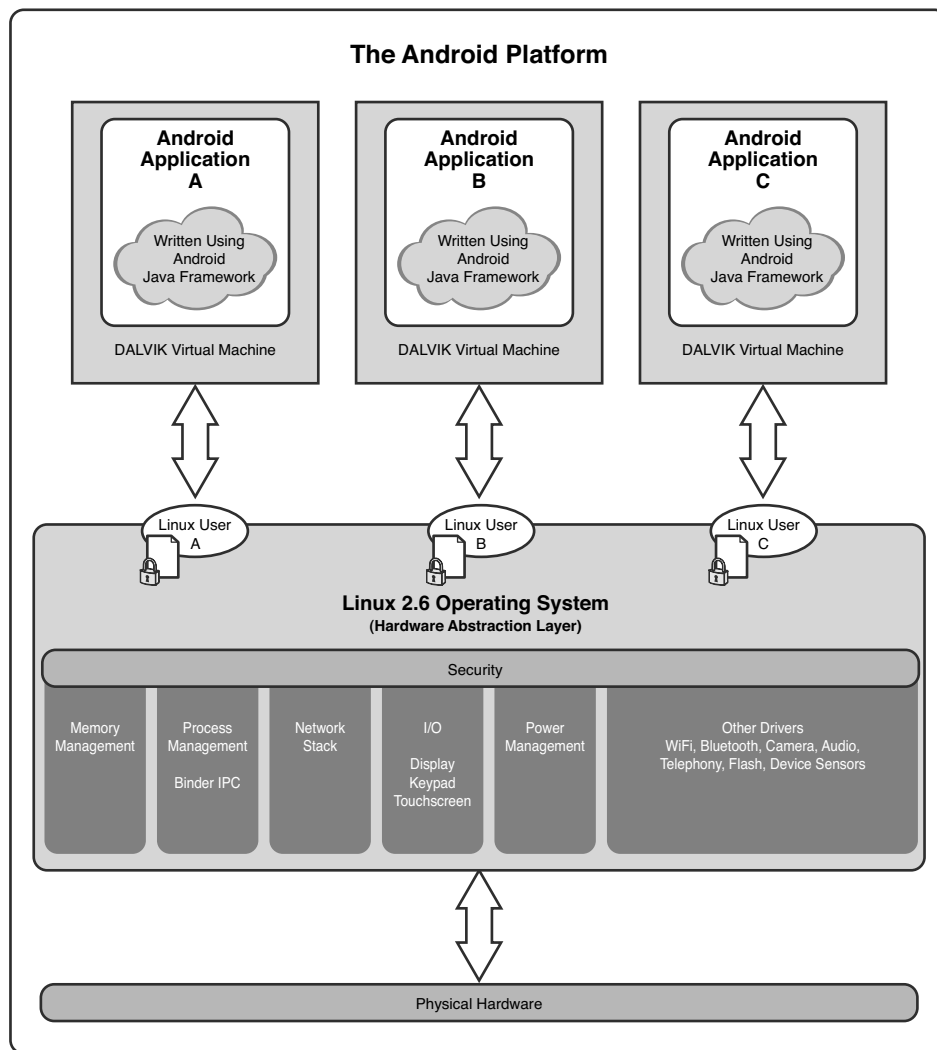 The Android Platform
Android
Application
A
Written Using
Android
Java Framework
DALVIK Virtual Machine
Android
Application
B
Written Using
Android
Java Framework
DALVIK Virtual Machine
Android
Application
C
Written Using
Android
Java Framework
DALVIK Virtual Machine
Linux User
A
Linux User
B
Linux User
C
Linux 2.6 Operating System
(Hardware Abstraction Layer)
Security
Memory
Management
Process
Management
Binder IPC
Network
Stack
I/O
Display
Keypad
Touchscreen
Power
Management
Other Drivers
WiFi, Bluetooth, Camera, Audio,
Telephony, Flash, Device Sensors
Physical Hardware